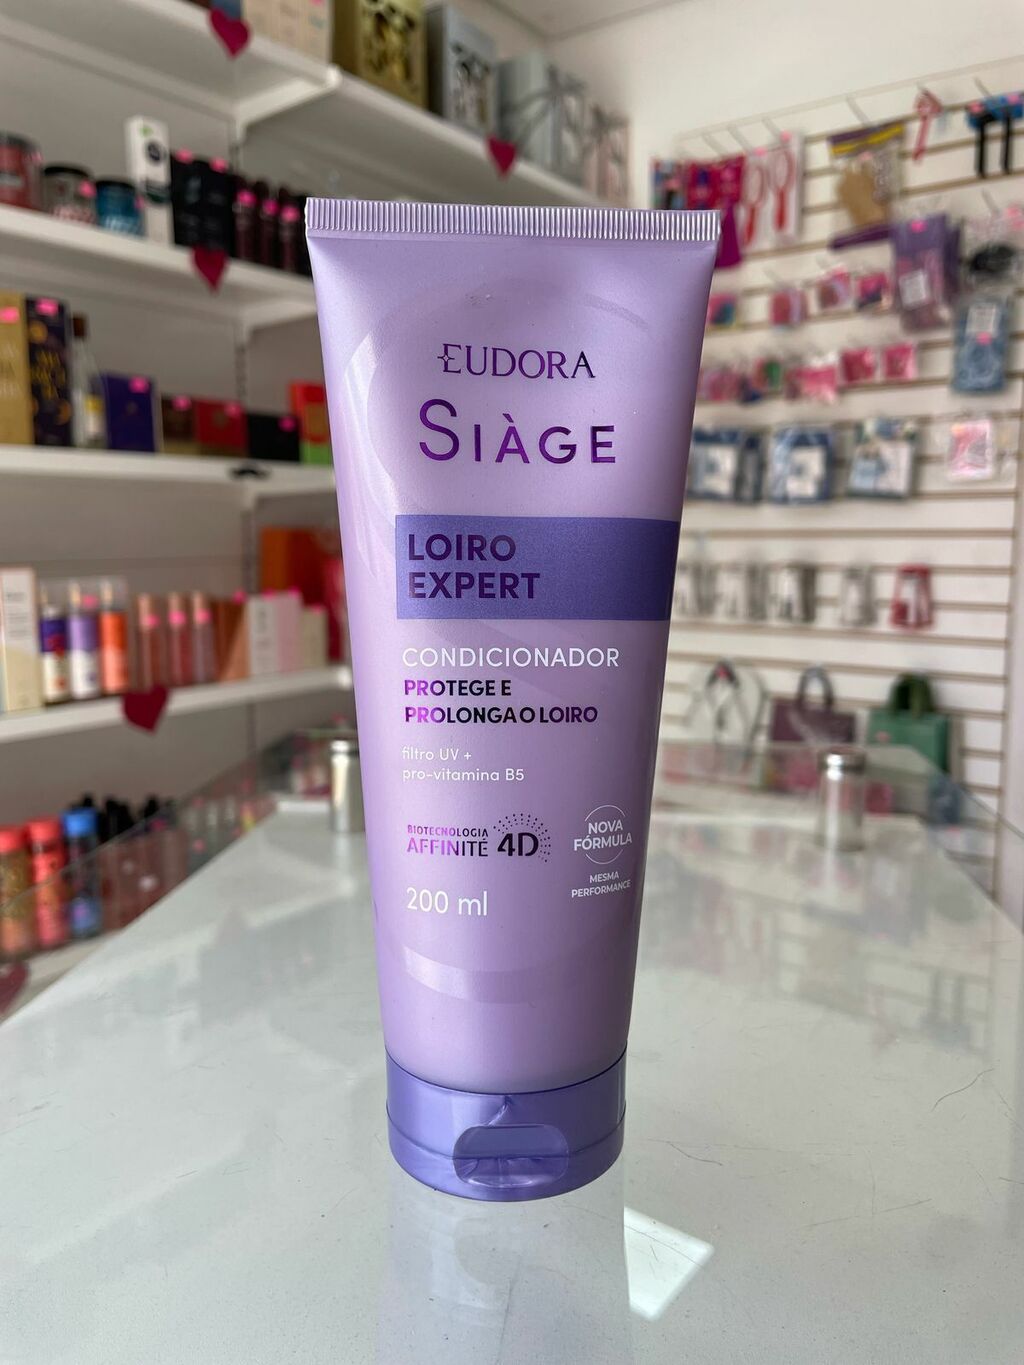 EUDORA
SIÀGE
LOIRO
EXPERT
CONDICIONADOR
PROTEGE E
PROLONGA O LOIRO
filtro UV +
pro-vitamina B5
BIOTECNOLOGIA
AFFINITÉ 4D
NOVA
FÓRMULA
MESMA
PERFORMANCE
200 ml